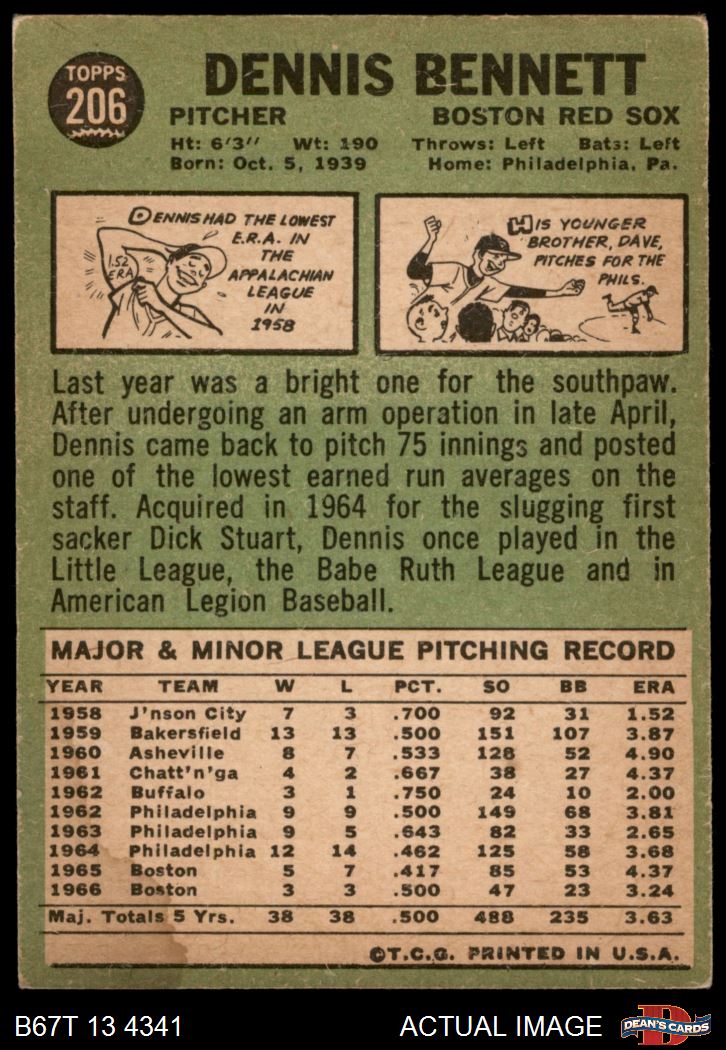 TOPPS
206
DENNIS BENNETT
PITCHER BOSTON RED SOX
Ht: 6'3" Wt: 190 Throws: Left Bats: Left
Born: Oct. 5, 1939 Home: Philadelphia, Pa.
DENNIS HAD THE LOWEST
E.R.A. IN
THE
APPALACHIAN
LEAGUE
IN
1958
1.52
ERA
HIS YOUNGER
BROTHER, DAVE,
PITCHES FOR THE
PHILS.
Last year was a bright one for the southpaw.
After undergoing an arm operation in late April,
Dennis came back to pitch 75 innings and posted
one of the lowest earned run averages on the
staff. Acquired in 1964 for the slugging first
sacker Dick Stuart, Dennis once played in the
Little League, the Babe Ruth League and in
American Legion Baseball.
MAJOR & MINOR LEAGUE PITCHING RECORD
YEAR TEAM W L PCT. SO BB ERA
1958 J'nson City 7 3 .700 92 31 1.52
1959 Bakersfield 13 13 .500 151 107 3.87
1960 Asheville 8 7 .533 128 52 4.90
1961 Chatt'n'ga 4 2 .667 38 27 4.37
1962 Buffalo 3 1 .750 24 10 2.00
1962 Philadelphia 9 9 .500 149 68 3.81
1963 Philadelphia 9 5 .643 82 33 2.65
1964 Philadelphia 12 14 .462 125 58 3.68
1965 Boston 5 7 .417 85 53 4.37
1966 Boston 3 3 .500 47 23 3.24
Maj. Totals 5 Yrs. 38 38 .500 488 235 3.63
©T.C.G. PRINTED IN U.S.A.
B67T 13 4341 ACTUAL IMAGE
D
DEAN'S CARDS